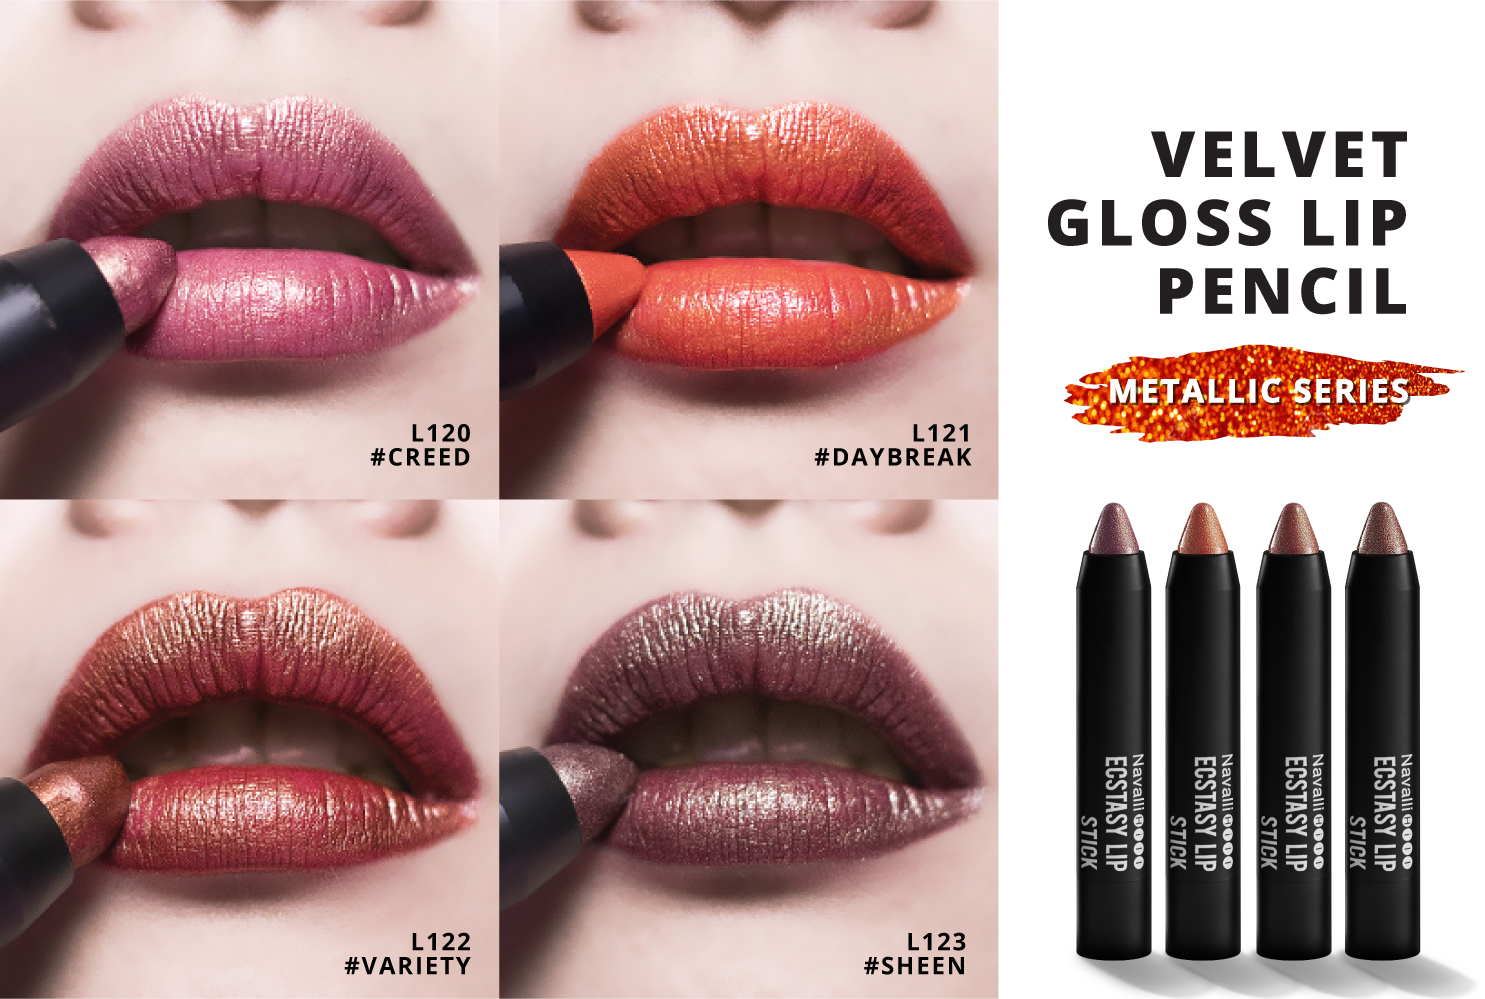 L120
#CREED
L121
#DAYBREAK
L122
#VARIETY
L123
#SHEEN
VELVET
GLOSS LIP
PENCIL
METALLIC SERIES
Navalli
ECSTASY LIP
STICK
Navalli
ECSTASY LIP
STICK
Navalli
ECSTASY LIP
STICK
Navalli
ECSTASY LIP
STICK